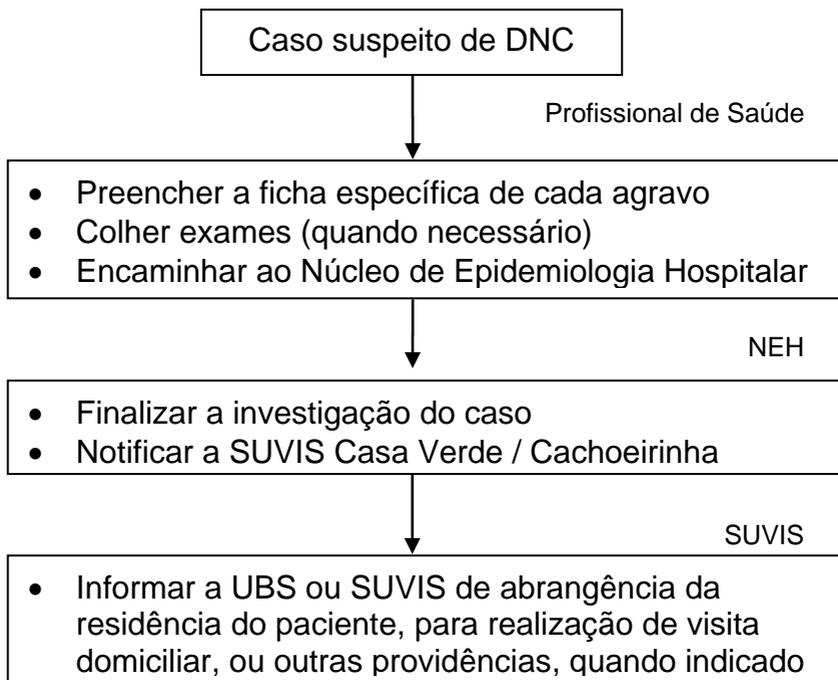 Caso suspeito de DNC
Profissional de Saúde
• Preencher a ficha específica de cada agravo
• Colher exames (quando necessário)
• Encaminhar ao Núcleo de Epidemiologia Hospitalar
NEH
• Finalizar a investigação do caso
• Notificar a SUVIS Casa Verde / Cachoeirinha
SUVIS
• Informar a UBS ou SUVIS de abrangência da
residência do paciente, para realização de visita
domiciliar, ou outras providências, quando indicado